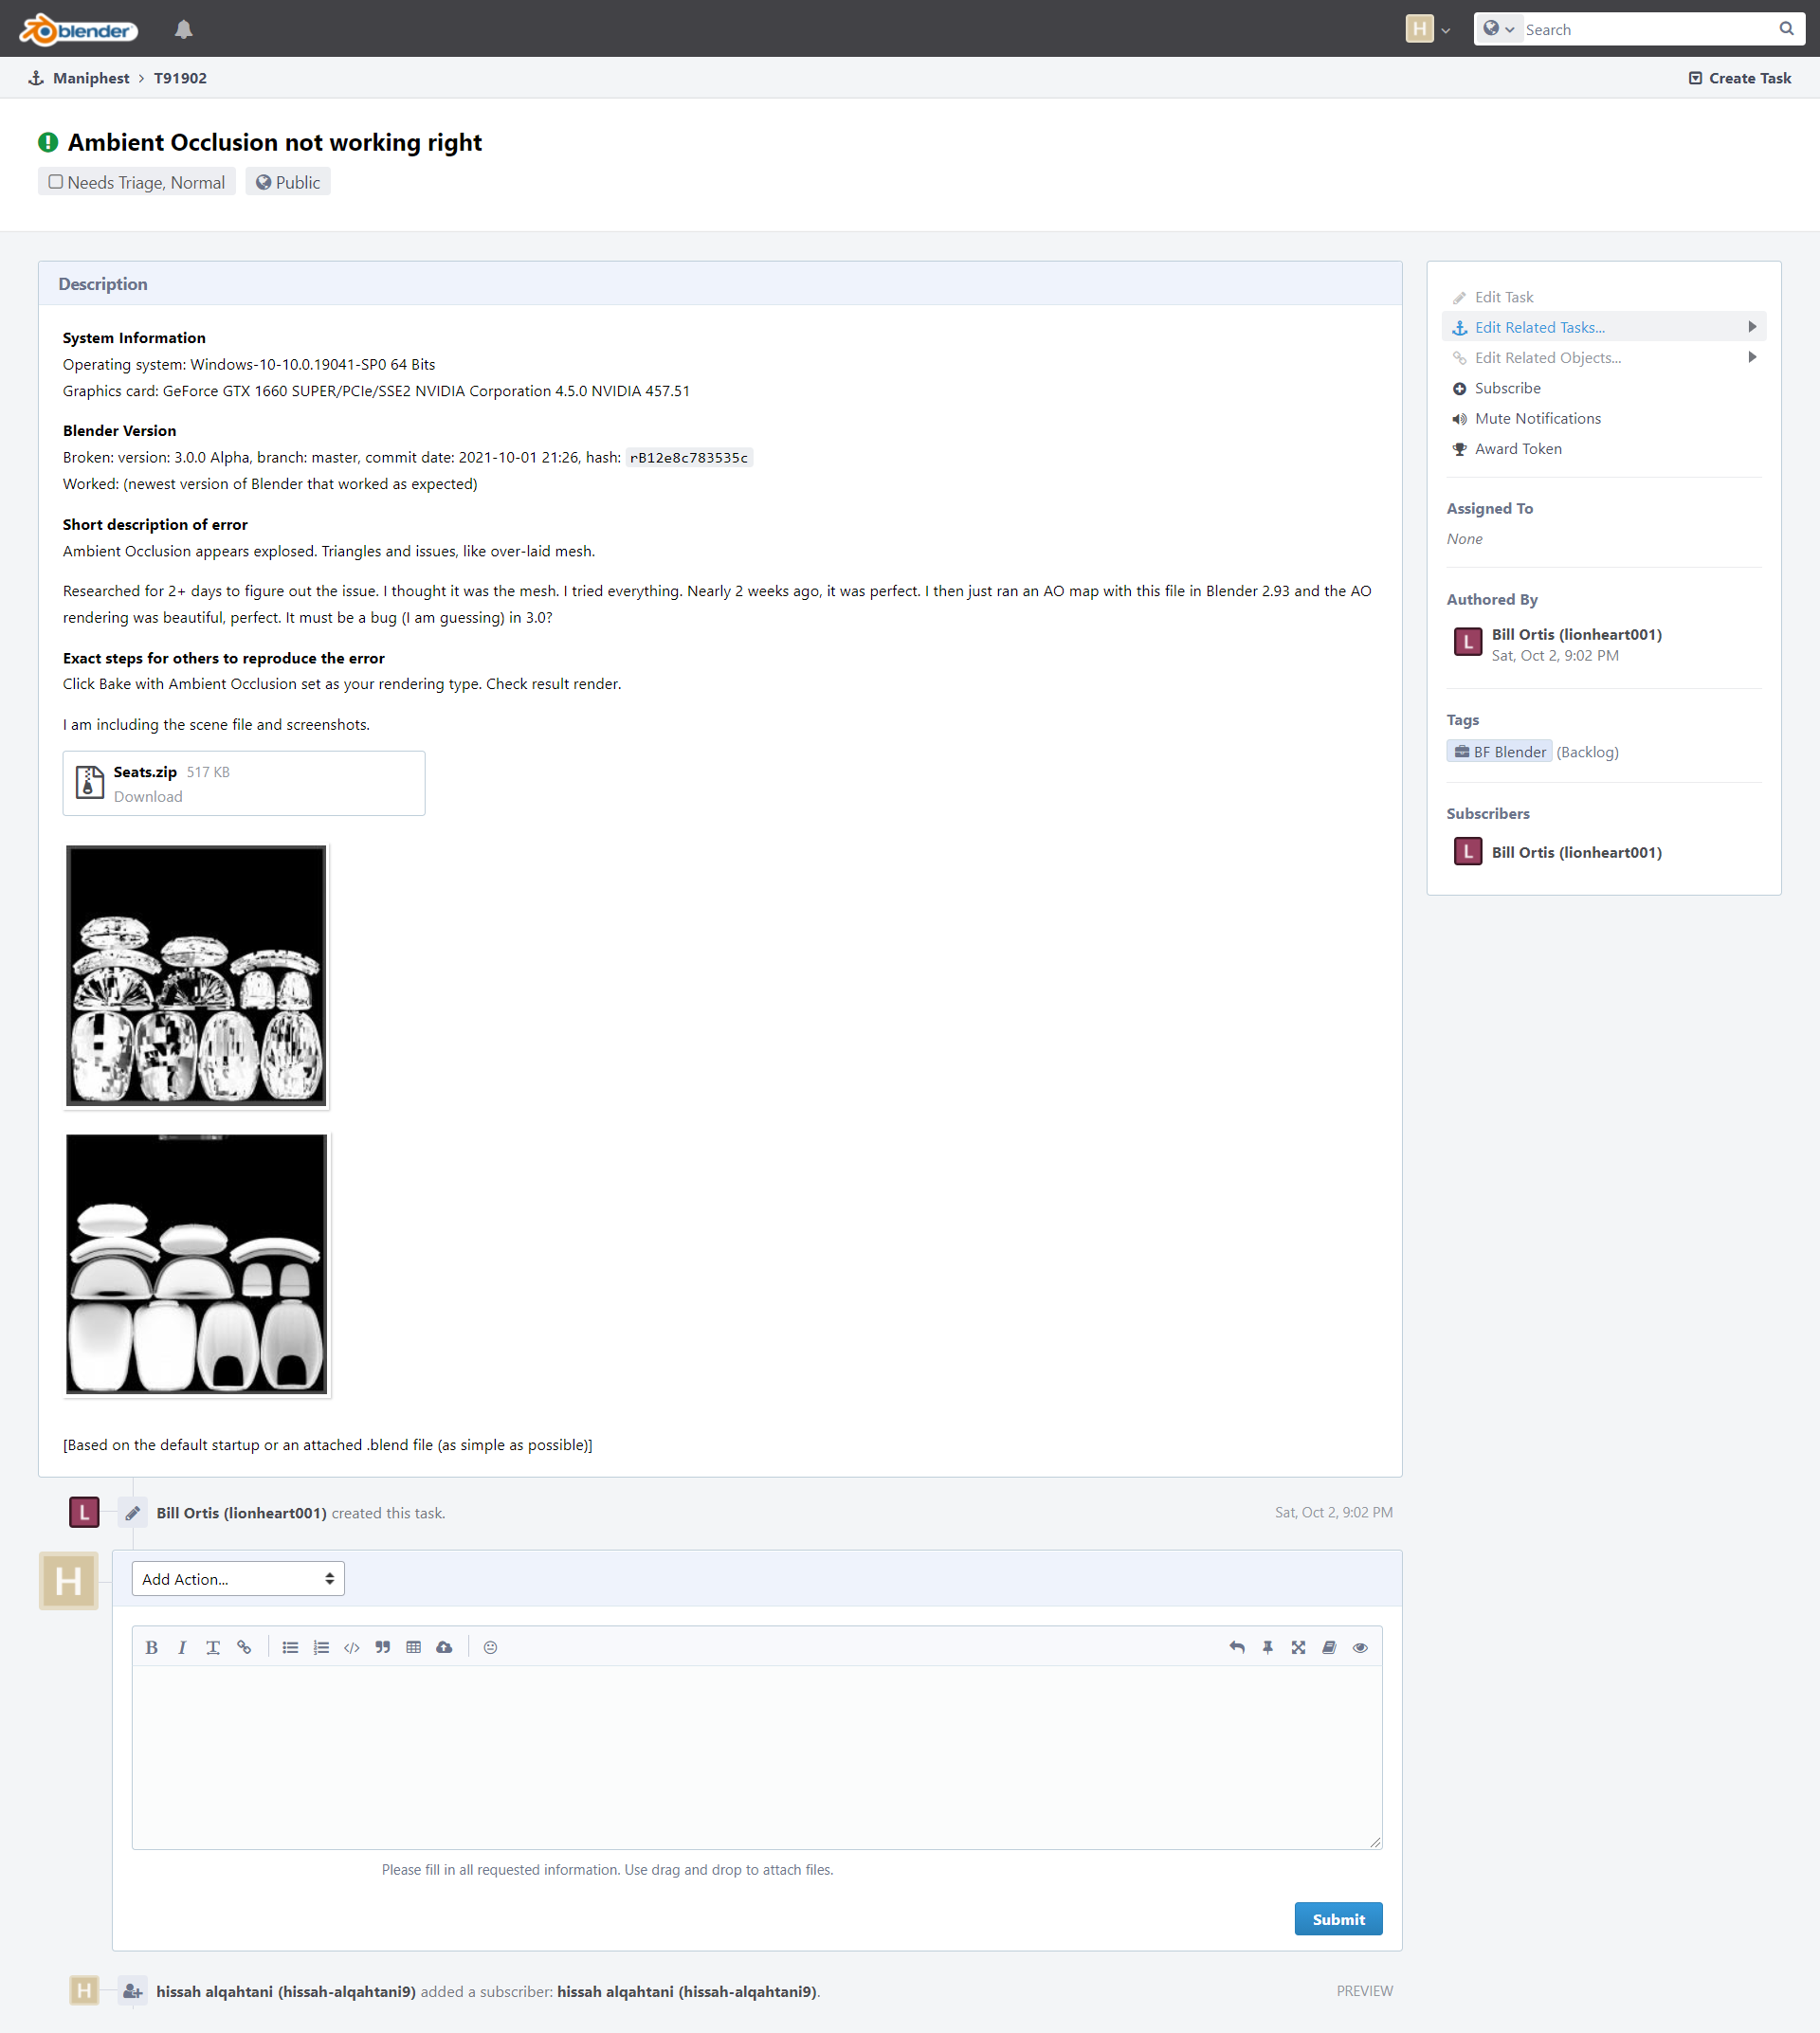 blender
H
Search
Maniphest > T91902
Create Task
Ambient Occlusion not working right
Needs Triage, Normal
Public
Description
System Information
Operating system: Windows-10-10.0.19041-SP0 64 Bits
Graphics card: GeForce GTX 1660 SUPER/PCIe/SSE2 NVIDIA Corporation 4.5.0 NVIDIA 457.51
Blender Version
Broken: version: 3.0.0 Alpha, branch: master, commit date: 2021-10-01 21:26, hash: rB12e8c783535c
Worked: (newest version of Blender that worked as expected)
Short description of error
Ambient Occlusion appears explosed. Triangles and issues, like over-laid mesh.
Researched for 2+ days to figure out the issue. I thought it was the mesh. I tried everything. Nearly 2 weeks ago, it was perfect. I then just ran an AO map with this file in Blender 2.93 and the AO
rendering was beautiful, perfect. It must be a bug (I am guessing) in 3.0?
Exact steps for others to reproduce the error
Click Bake with Ambient Occlusion set as your rendering type. Check result render.
I am including the scene file and screenshots.
Seats.zip 517 KB
Download
[Based on the default startup or an attached .blend file (as simple as possible)]
Edit Task
Edit Related Tasks...
Edit Related Objects...
Subscribe
Mute Notifications
Award Token
Assigned To
None
Authored By
L
Bill Ortis (lionheart001)
Sat, Oct 2, 9:02 PM
Tags
BF Blender (Backlog)
Subscribers
L
Bill Ortis (lionheart001)
L
Bill Ortis (lionheart001) created this task.
Sat, Oct 2, 9:02 PM
H
Add Action...
B I T
Please fill in all requested information. Use drag and drop to attach files.
Submit
H
hissah alqahtani (hissah-alqahtani9) added a subscriber: hissah alqahtani (hissah-alqahtani9).
PREVIEW